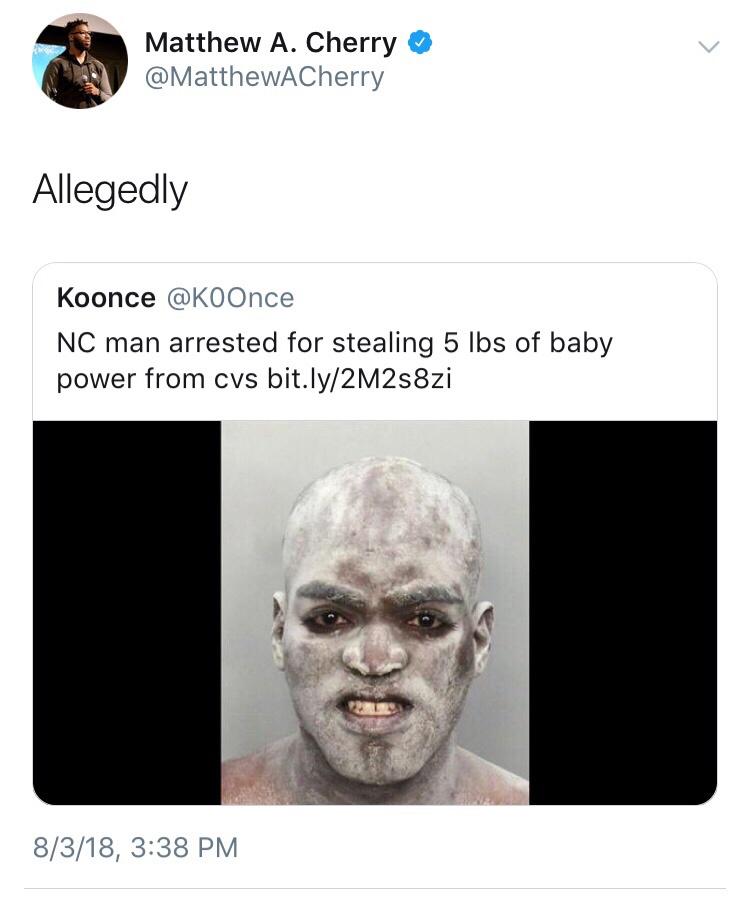 Matthew A. Cherry
@MatthewACherry
Allegedly
Koonce @K0Once
NC man arrested for stealing 5 lbs of baby
power from cvs bit.ly/2M2s8zi
8/3/18, 3:38 PM